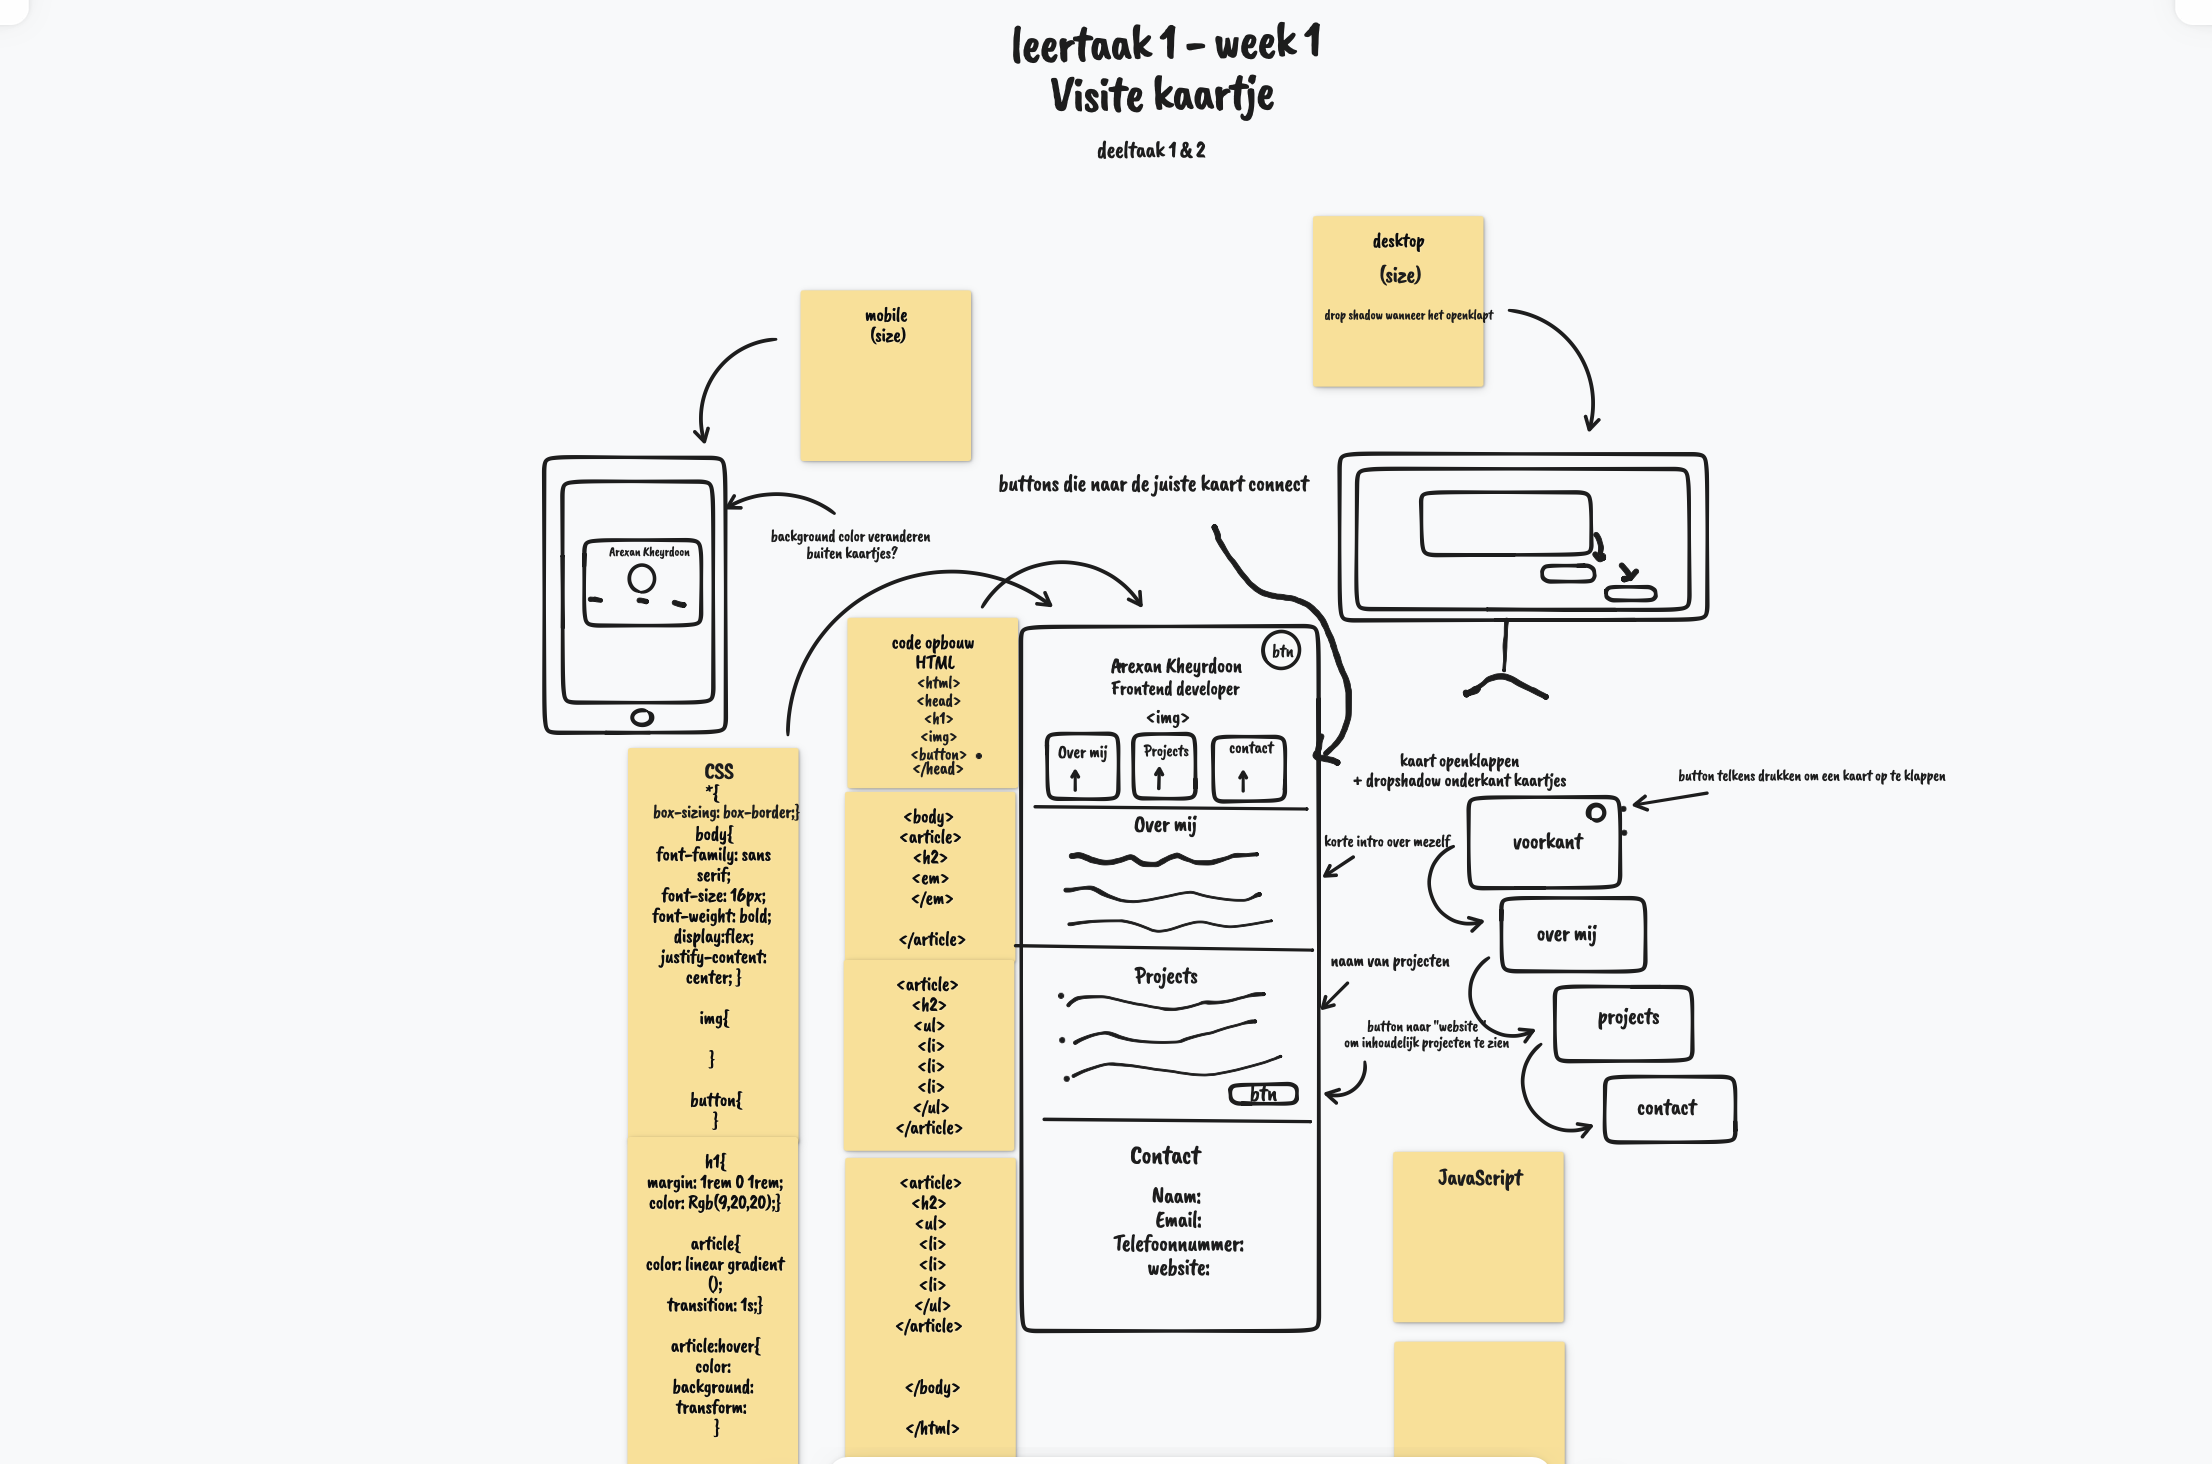 leertaak 1 - week 1
Visite kaartje
deeltaak 1 & 2
desktop
(size)
drop shadow wanneer het openklapt
mobile
(size)
Arexan Kheyrdoon
background color veranderen
buiten kaartjes?
buttons die naar de juiste kaart connect
CSS
*{
box-sizing: box-border;}
body{
font-family: sans
serif;
font-size: 16px;
font-weight: bold;
display:flex;
justify-content:
center; }
img{
}
button{
}
h1{
margin: 1rem 0 1rem;
color: Rgb(9,20,20);}
article{
color: linear gradient
();
transition: 1s;}
article:hover{
color:
background:
transform:
}
code opbouw
HTML
<html>
<head>
<h1>
<img>
<button>
</head>
<body>
<article>
<h2>
<em>
</em>
</article>
<article>
<h2>
<ul>
<li>
<li>
<li>
</ul>
</article>
<article>
<h2>
<ul>
<li>
<li>
<li>
</ul>
</article>
</body>
</html>
btn
Arexan Kheyrdoon
Frontend developer
<img>
Over mij
Projects
contact
Over mij
Projects
btn
Contact
Naam:
Email:
Telefoonnummer:
website:
korte intro over mezelf
naam van projecten
button naar "website"
om inhoudelijk projecten te zien
kaart openklappen
+ dropshadow onderkant kaartjes
button telkens drukken om een kaart op te klappen
voorkant
over mij
projects
contact
JavaScript